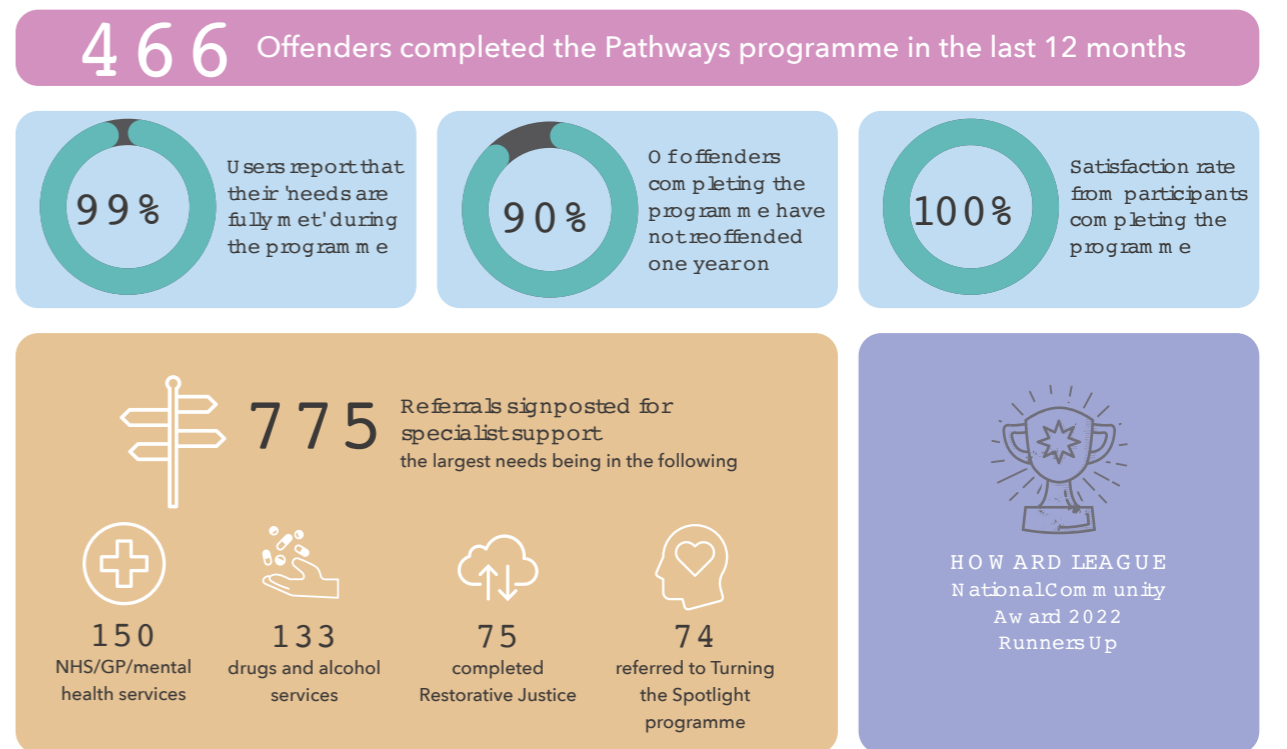 466 Offenders completed the Pathways programme in the last 12 months
99%
Users report that
their 'needs are
fully met' during
the programme
90%
Of offenders
completing the
programme have
not reoffended
one year on
100%
Satisfaction rate
from participants
completing the
programme
775
Referrals signposted for
specialist support
the largest needs being in the following
150
NHS/GP/mental
health services
133
drugs and alcohol
services
75
completed
Restorative Justice
74
referred to Turning
the Spotlight
programme
HOWARD LEAGUE
National Community
Award 2022
Runners Up